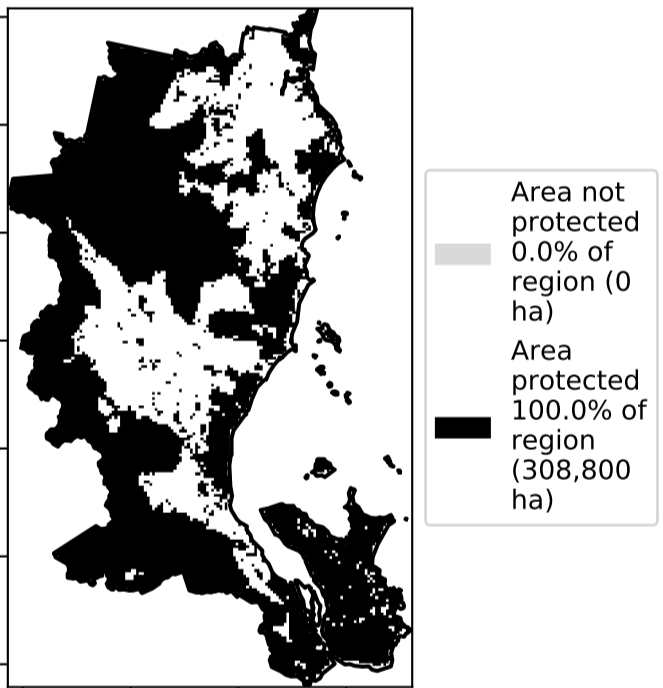 Area not
protected
0.0% of
region (0
ha)
Area
protected
100.0% of
region
(308,800
ha)